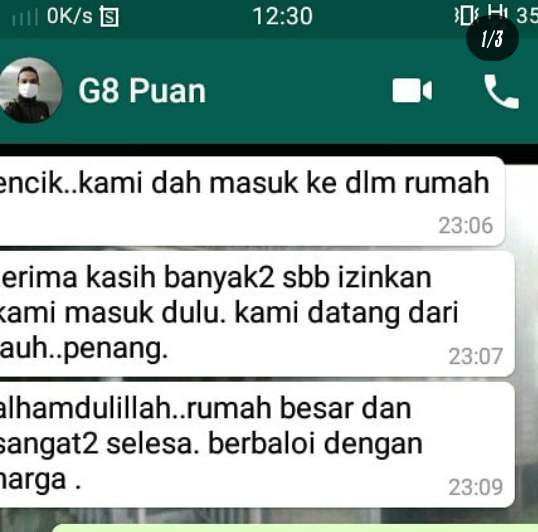 0K/s
12:30
35
1/3
G8 Puan
encik..kami dah masuk ke dlm rumah
23:06
erima kasih banyak2 sbb izinkan
kami masuk dulu. kami datang dari
auh..penang.
23:07
alhamdulillah..rumah besar dan
sangat2 selesa. berbaloi dengan
harga .
23:09